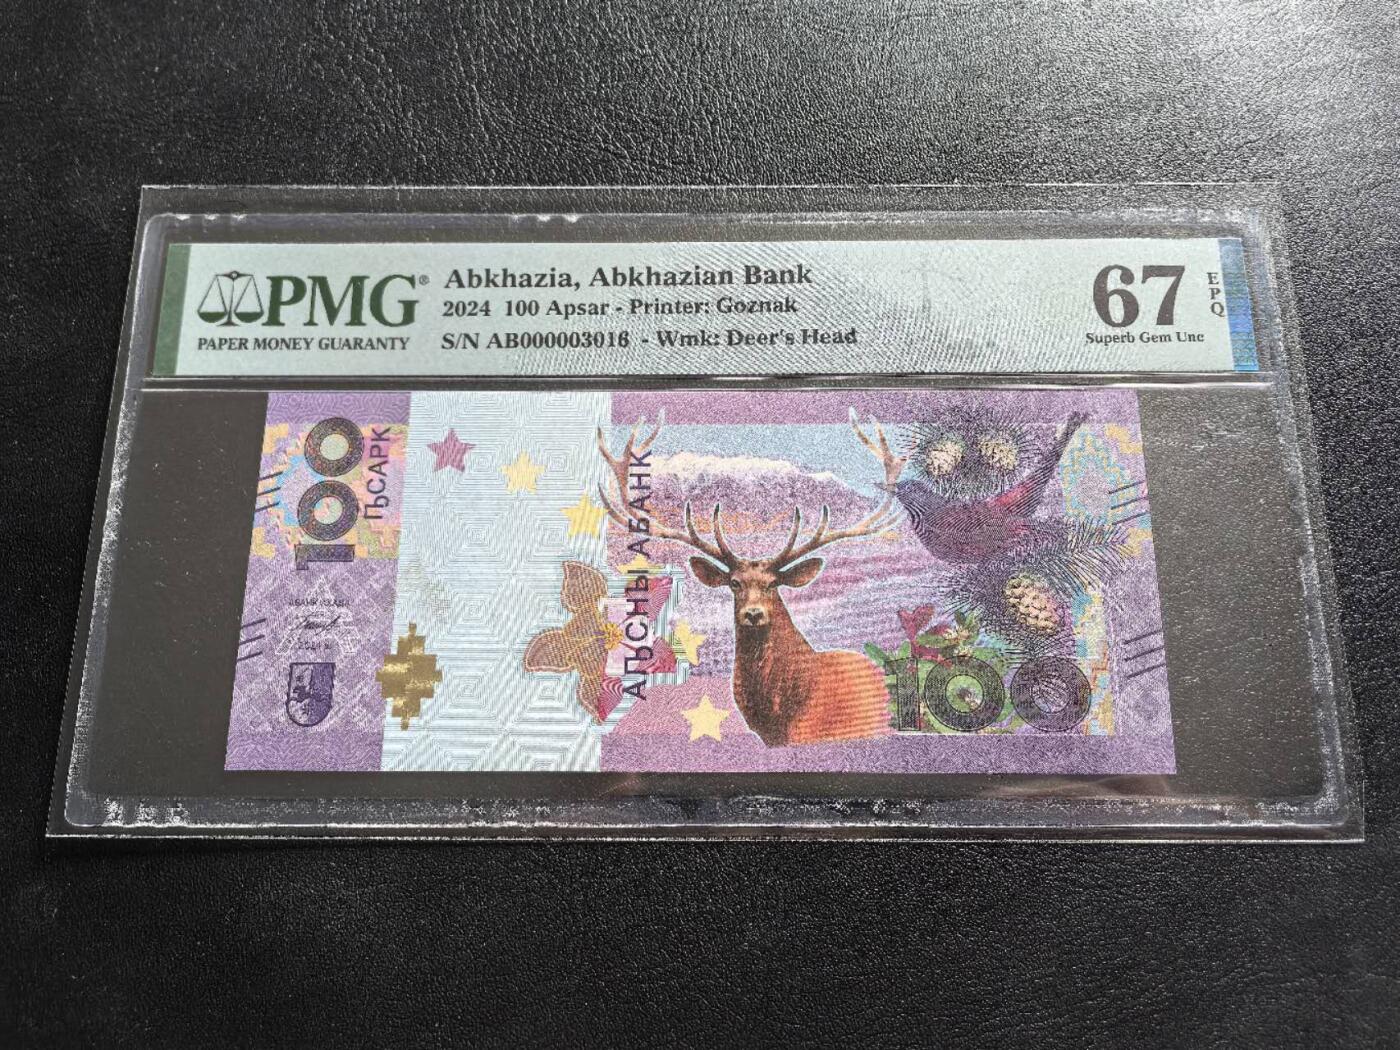 PMG®
PAPER MONEY GUARANTY
Abkhazia, Abkhazian Bank
2024 100 Apsar - Printer: Goznak
S/N AB000003016 - Wmk: Deer's Head
67
EPQ
Superb Gem Unc
100
ԤСАРК
АԤСНЫ АБАНК
100